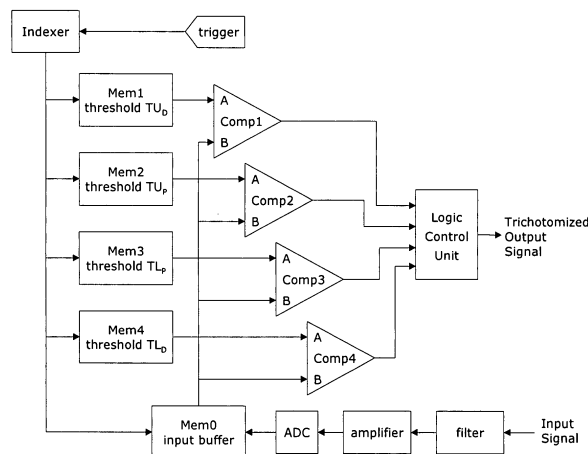 Indexer
trigger
Mem1
threshold TU_D
A
Comp1
B
Mem2
threshold TU_P
A
Comp2
B
Mem3
threshold TL_P
A
Comp3
B
Mem4
threshold TL_D
A
Comp4
B
Logic
Control
Unit
Trichotomized
Output
Signal
Mem0
input buffer
ADC
amplifier
filter
Input
Signal